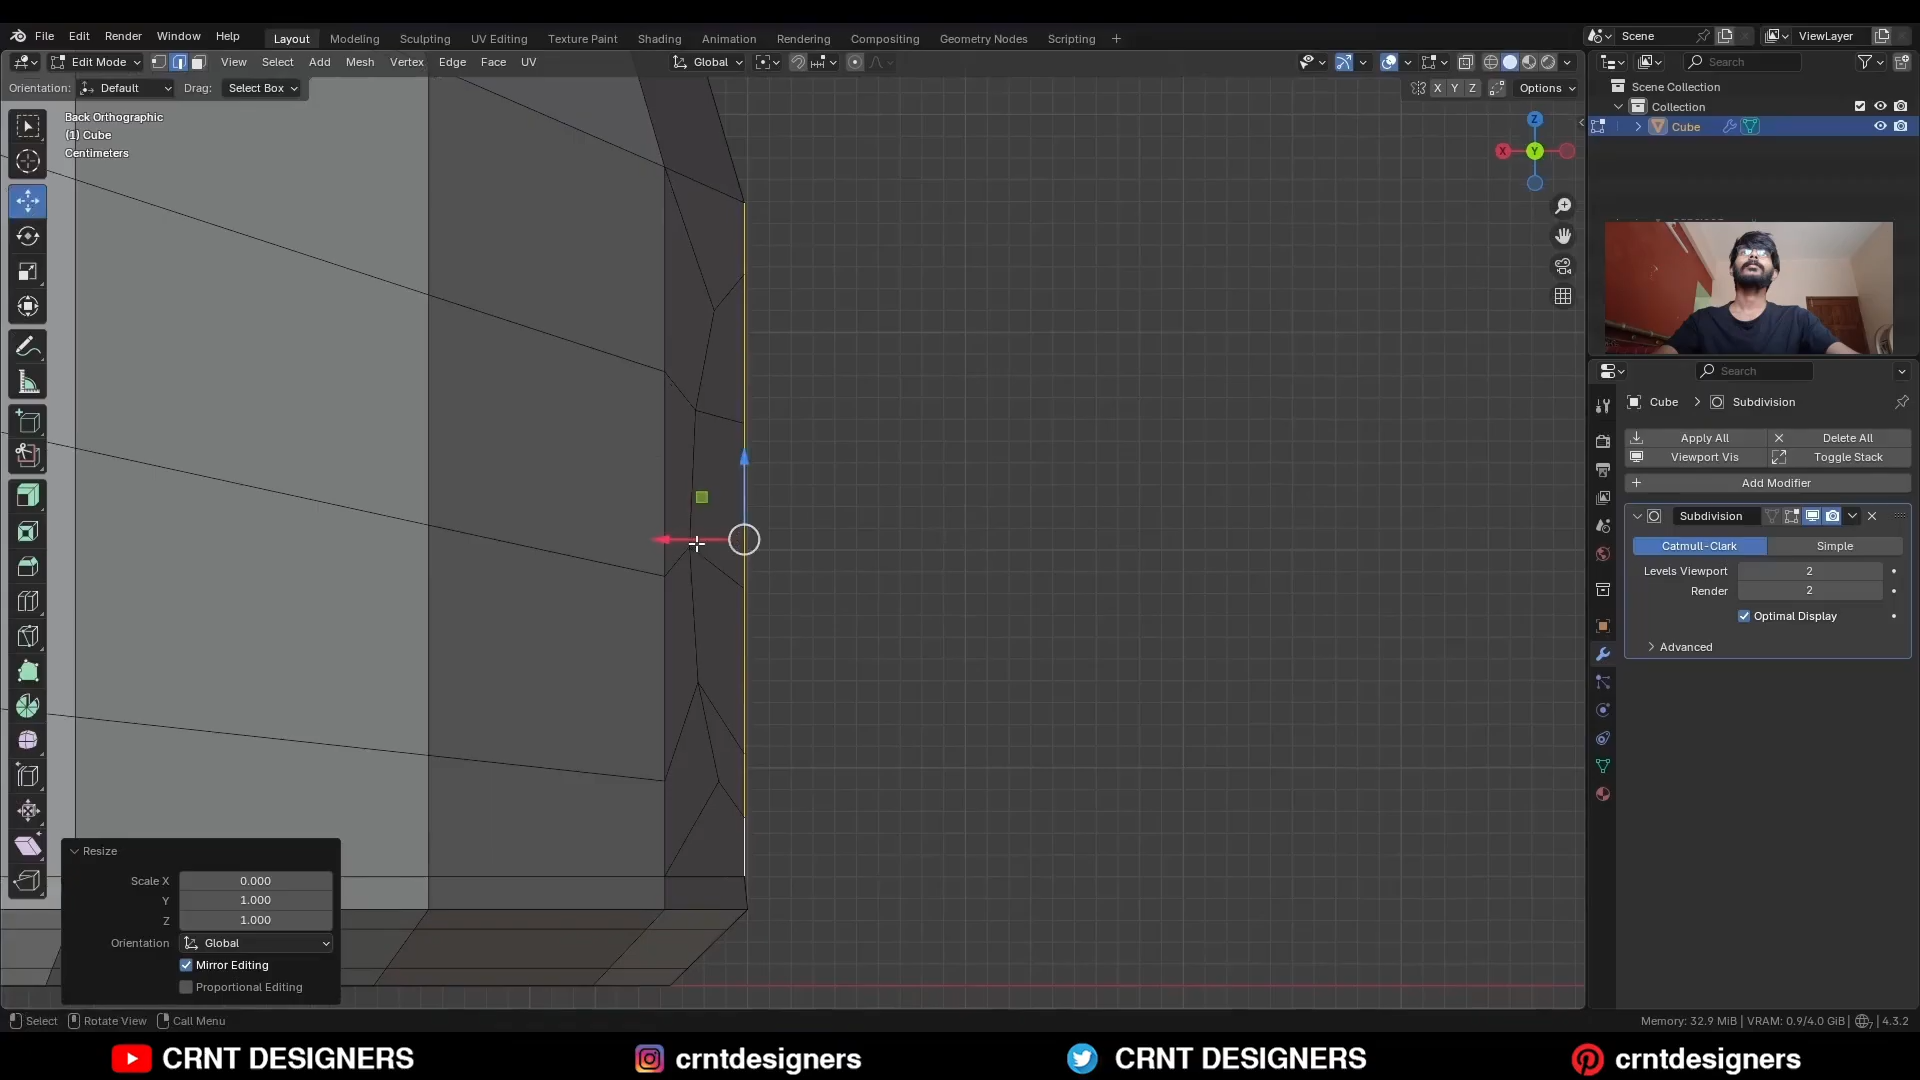 File Edit Render Window Help Layout Modeling Sculpting UV Editing Texture Paint Shading Animation Rendering Compositing Geometry Nodes Scripting + Scene ViewLayer
Edit Mode View Select Add Mesh Vertex Edge Face UV Global Search
Orientation: Default Drag: Select Box X Y Z Options
Scene Collection
Collection
Cube
Back Orthographic
(1) Cube
Centimeters
Z
X Y
Search
Cube > Subdivision
Apply All Delete All
Viewport Vis Toggle Stack
Add Modifier
Subdivision
Catmull-Clark Simple
Levels Viewport 2
Render 2
Optimal Display
Advanced
Resize
Scale X 0.000
Y 1.000
Z 1.000
Orientation Global
Mirror Editing
Proportional Editing
Select Rotate View Call Menu Memory: 32.9 MiB | VRAM: 0.9/4.0 GiB | 7 | 4.3.2
CRNT DESIGNERS crntdesigners CRNT DESIGNERS crntdesigners